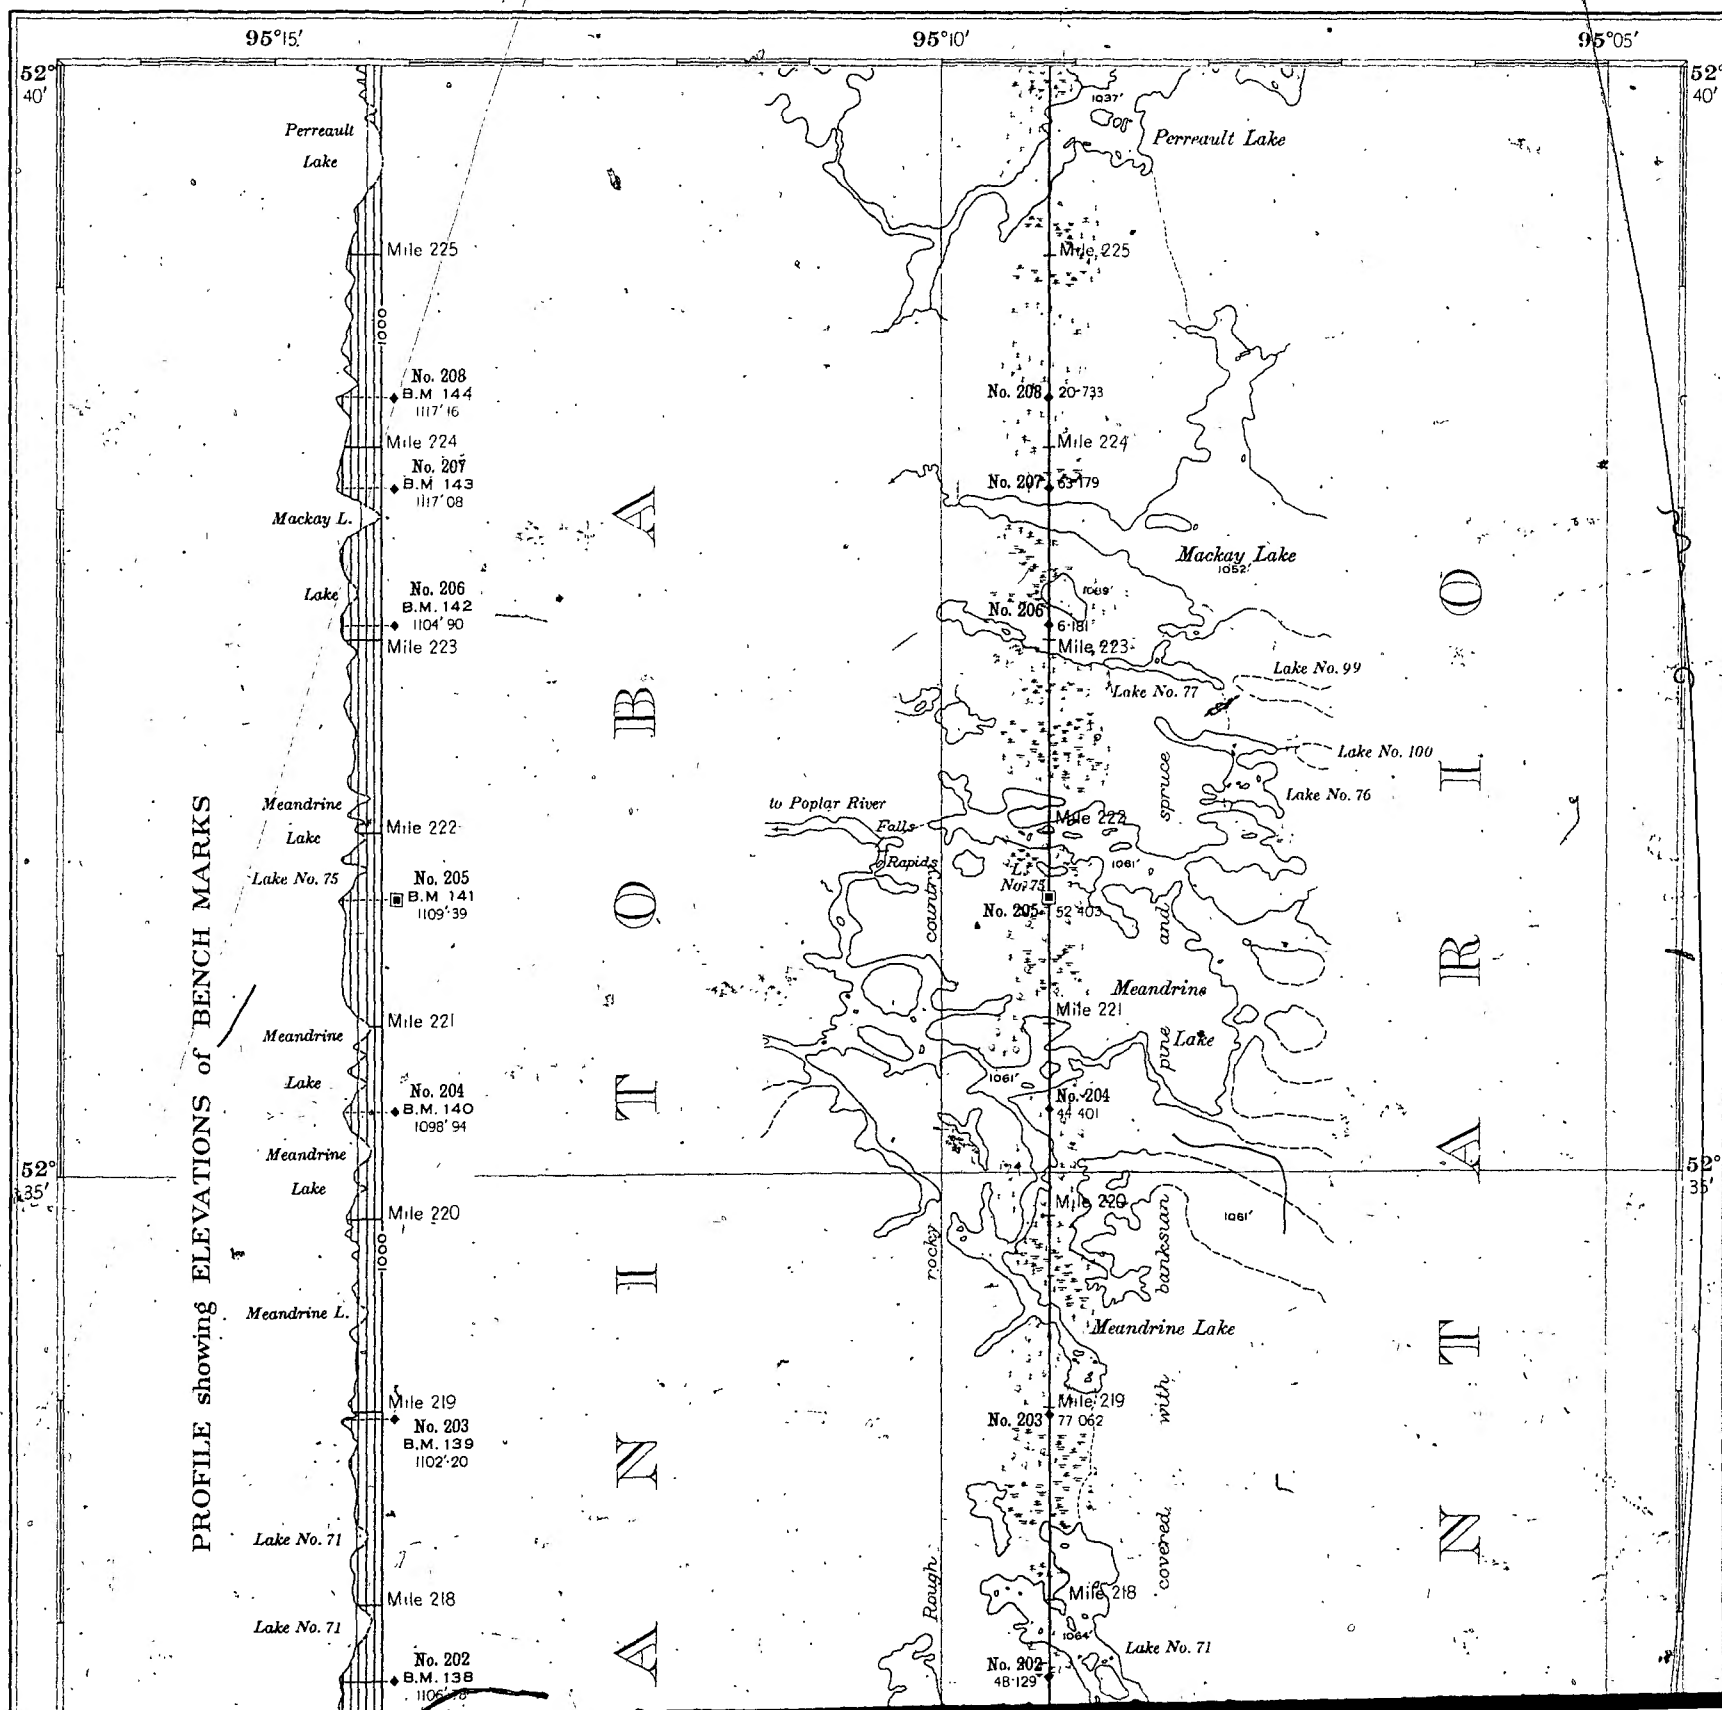 95°15′
95°10′
95°05′
52°
40′
52°
40′
Perreault
Lake
Mile 225
1000
No. 208
B.M 144
1117′16
Mile 224
No. 207
B.M 143
1117′08
Mackay L.
Lake
No. 206
B.M. 142
1104′90
Mile 223
Meandrine
Lake
Mile 222
Lake No. 75
No. 205
B.M 141
1109′39
Mile 221
Meandrine
Lake
No. 204
B.M. 140
1098′94
Meandrine
Lake
52°
35′
Mile 220
1000
Meandrine L.
Mile 219
No. 203
B.M. 139
1102′20
Lake No. 71
Mile 218
Lake No. 71
No. 202
B.M. 138
PROFILE showing ELEVATIONS of BENCH MARKS
MANITOBA
1037′
Perreault Lake
Mile 225
No. 208
20·733
Mile 224
No. 207
63·179
Mackay Lake
1052′
1089′
No. 206
6·181
Mile 223
Lake No. 99
Lake No. 77
Lake No. 100
Lake No. 76
to Poplar River
Falls
Rapids
Mile 222
1061′
L.
No. 75
No. 205
52·403
Meandrine
Lake
Mile 221
1061′
No. 204
44·401
52°
35′
Mile 220
1061′
Meandrine Lake
Mile 219
No. 203
77·062
Mile 218
1064′
Lake No. 71
No. 202
48·129
Rough rocky country
covered with banksian pine and spruce
ONTARIO